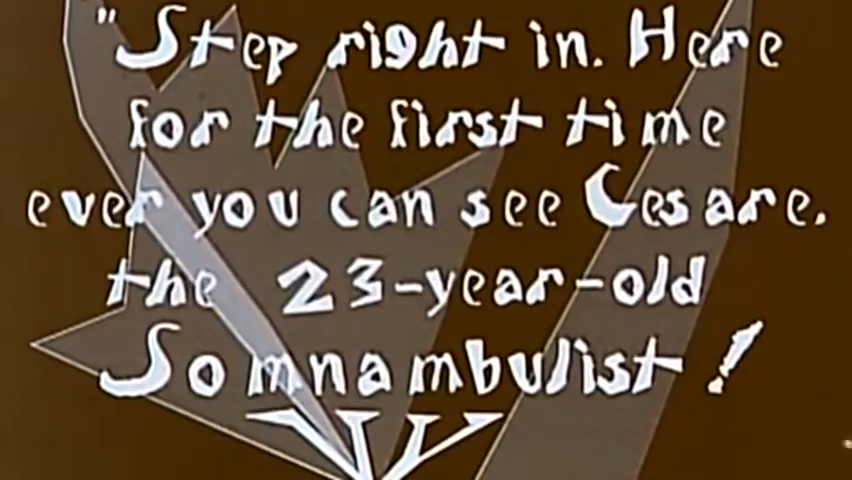 "Step right in. Here
for the first time
ever you can see Cesare,
the 23-year-old
Somnambulist!